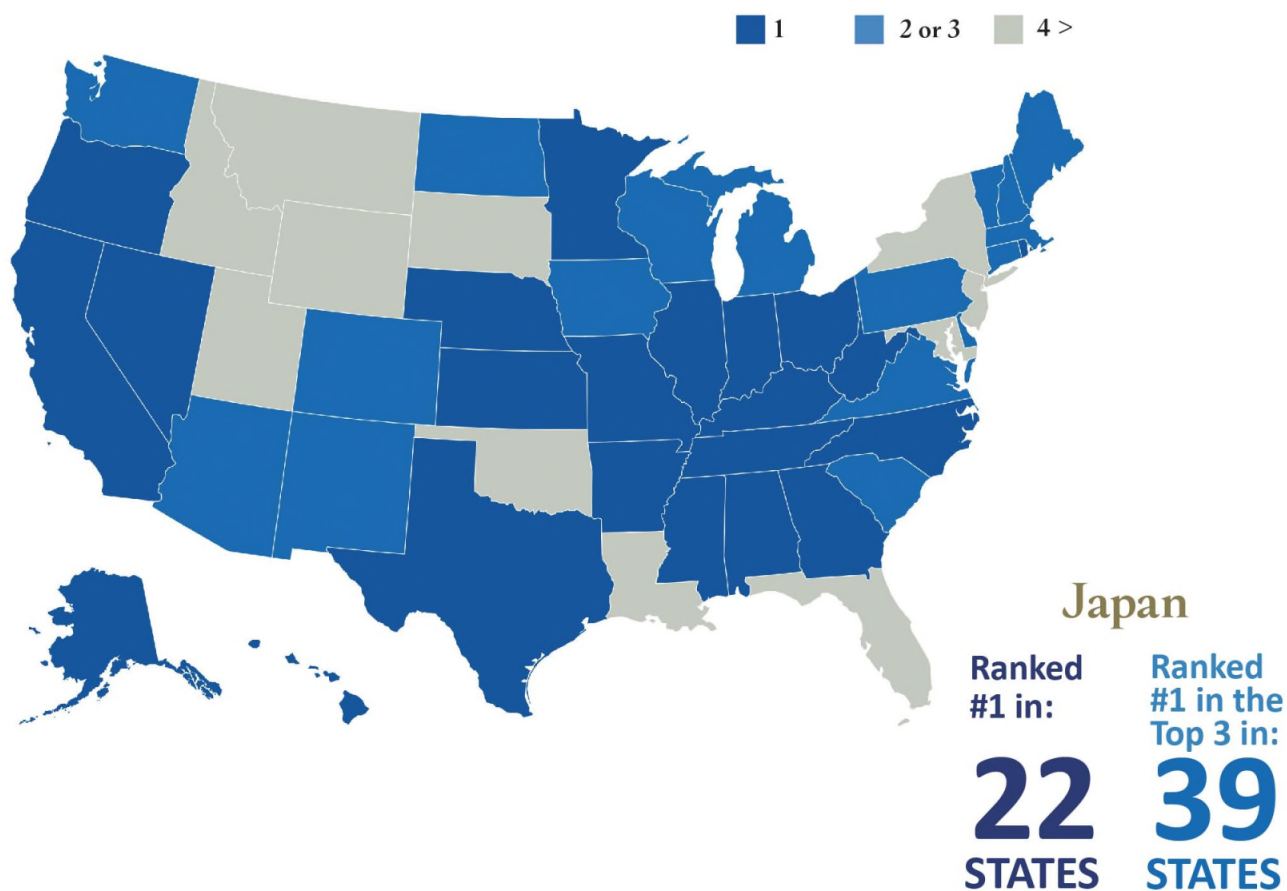 1 2 or 3 4 >
Japan
Ranked
#1 in:
22
STATES
Ranked
#1 in the
Top 3 in:
39
STATES